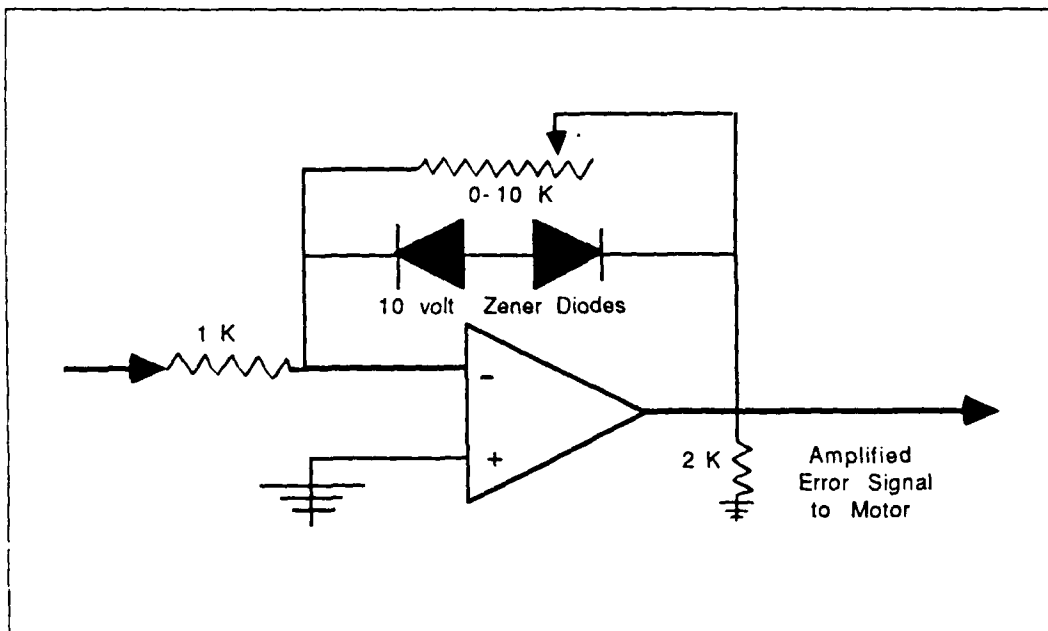 0-10 K
10 volt Zener Diodes
1 K
-
+
2 K
Amplified
Error Signal
to Motor